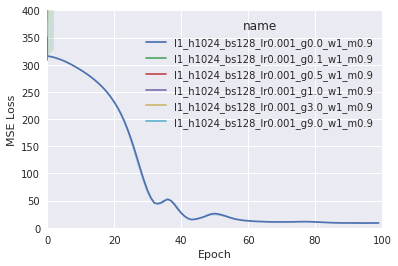 400
350
300
250
200
150
100
50
0
MSE Loss
name
l1_h1024_bs128_lr0.001_g0.0_w1_m0.9
l1_h1024_bs128_lr0.001_g0.1_w1_m0.9
l1_h1024_bs128_lr0.001_g0.5_w1_m0.9
l1_h1024_bs128_lr0.001_g1.0_w1_m0.9
l1_h1024_bs128_lr0.001_g3.0_w1_m0.9
l1_h1024_bs128_lr0.001_g9.0_w1_m0.9
0 20 40 60 80 100
Epoch